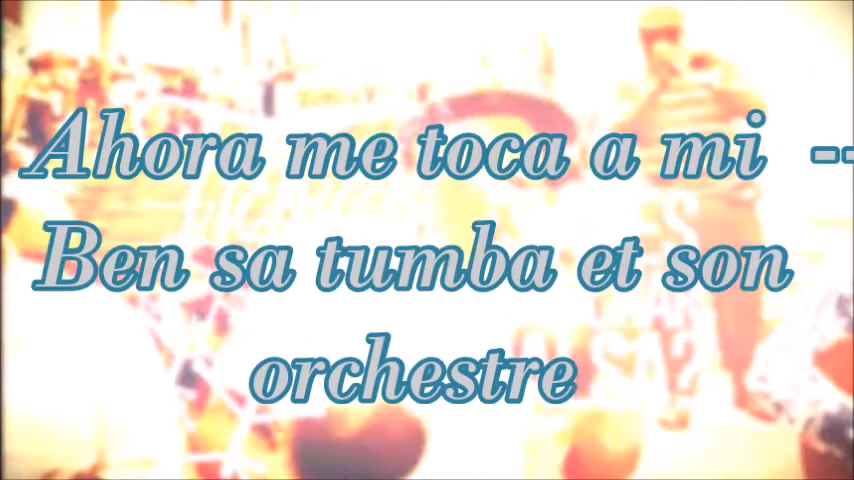 Ahora me toca a mi --
Ben sa tumba et son
orchestre